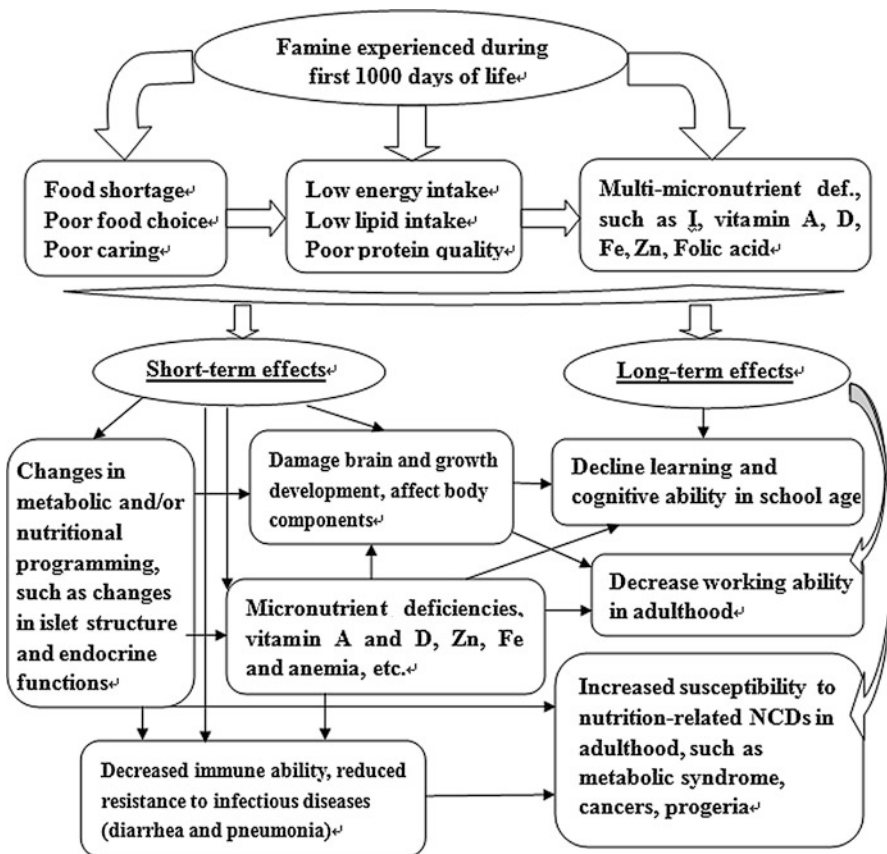 Famine experienced during
first 1000 days of life↵
Food shortage↵
Poor food choice↵
Poor caring↵
Low energy intake↵
Low lipid intake↵
Poor protein quality↵
Multi-micronutrient def.,
such as I, vitamin A, D,
Fe, Zn, Folic acid↵
Short-term effects↵
Long-term effects↵
Changes in
metabolic and/or
nutritional
programming,
such as changes
in islet structure
and endocrine
functions↵
Damage brain and growth
development, affect body
components↵
Decline learning and
cognitive ability in school age
Micronutrient deficiencies,
vitamin A and D, Zn, Fe
and anemia, etc.↵
Decrease working ability
in adulthood↵
Decreased immune ability, reduced
resistance to infectious diseases
(diarrhea and pneumonia)↵
Increased susceptibility to
nutrition-related NCDs in
adulthood, such as
metabolic syndrome,
cancers, progeria↵